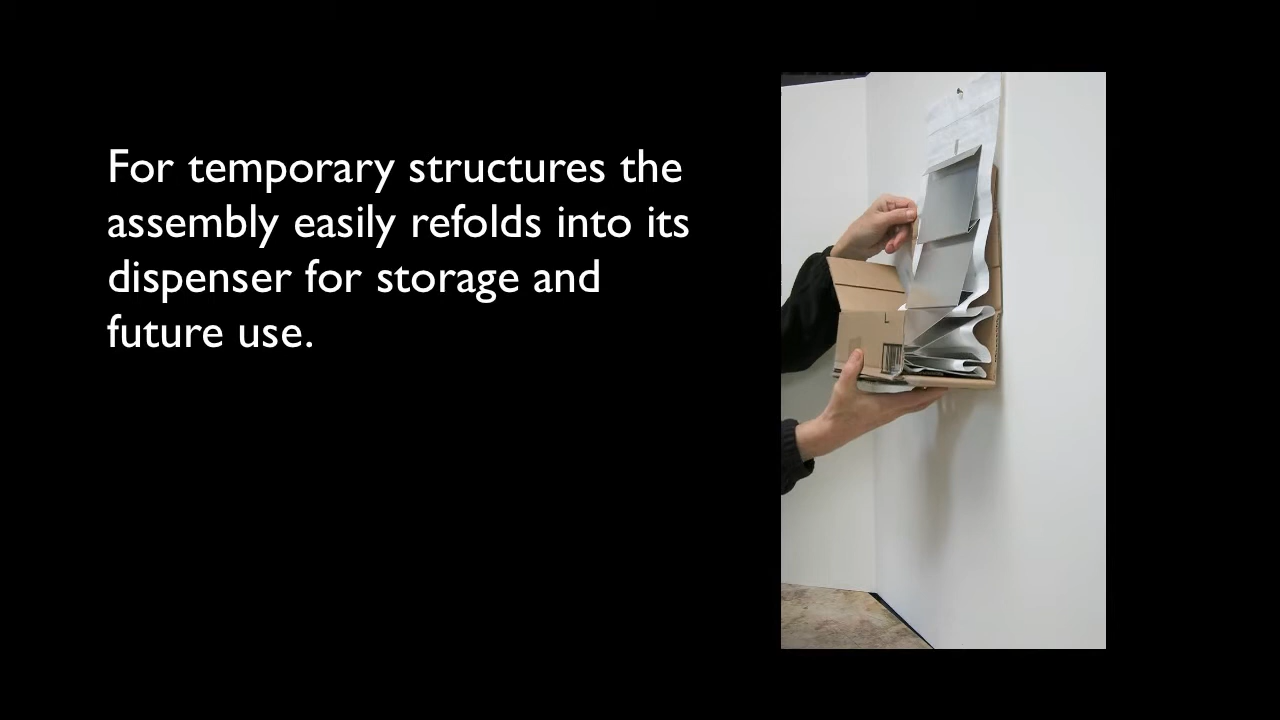 For temporary structures the
assembly easily refolds into its
dispenser for storage and
future use.
L